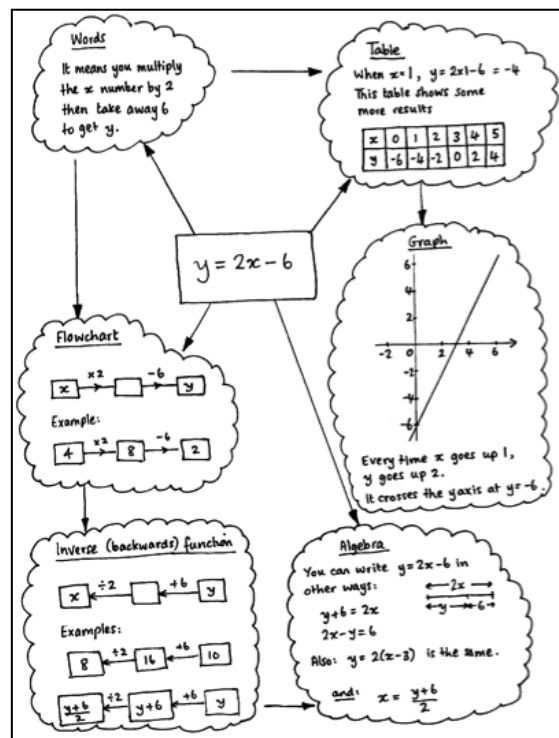 Words
It means you multiply
the x number by 2
then take away 6
to get y.
Table
When x=1, y=2x1-6 = -4
This table shows some
more results
x 0 1 2 3 4 5
y -6 -4 -2 0 2 4
y = 2x - 6
Graph
6
4
2
-2 0 2 4 6
-2
-4
-6
Every time x goes up 1,
y goes up 2.
It crosses the y axis at y=-6.
Flowchart
x ×2 -6 y
Example:
4 ×2 8 -6 2
Inverse (backwards) function
x ÷2 +6 y
Examples:
8 ÷2 16 +6 10
y+6/2 ÷2 y+6 +6 y
Algebra
You can write y=2x-6 in
other ways:
2x
y+6 = 2x
y 6
2x-y=6
Also: y=2(x-3) is the same.
and: x = y+6/2